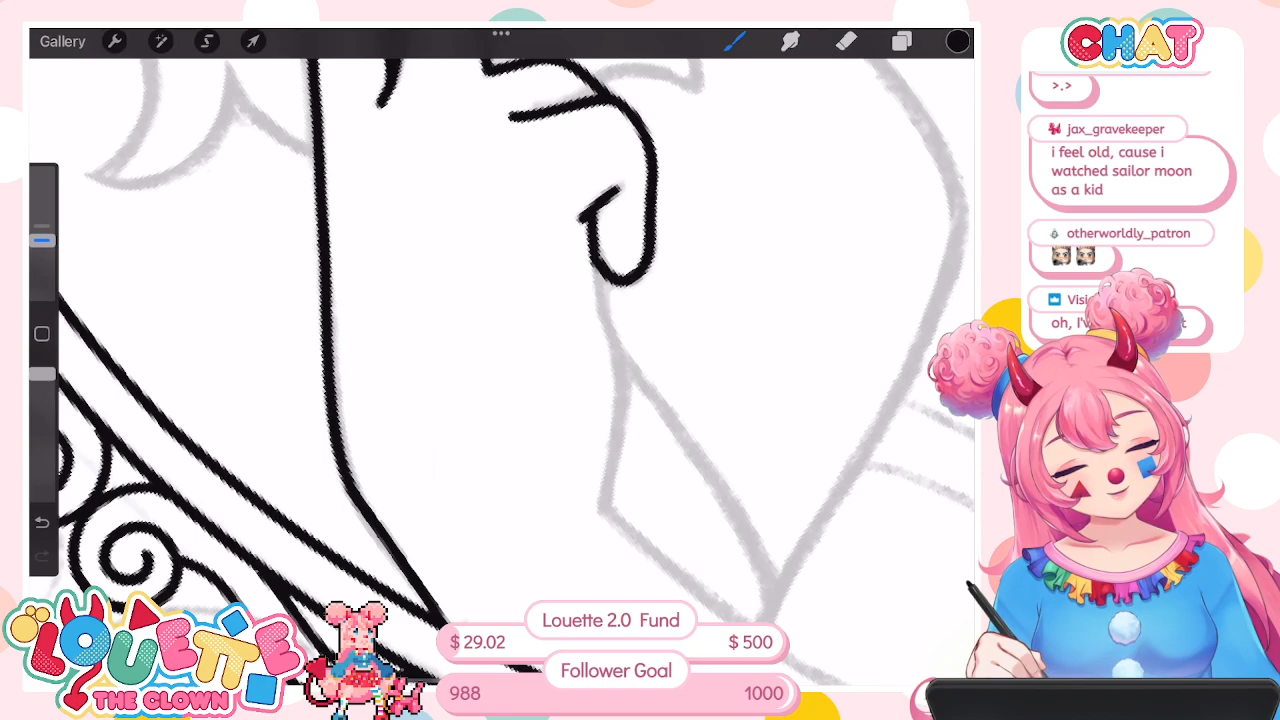 Gallery
CHAT
>.>
jax_gravekeeper
i feel old, cause i
watched sailor moon
as a kid
otherworldly_patron
oh,
LOUETTE
THE CLOWN
Louette 2.0 Fund
$29.02
$500
Follower Goal
988
1000